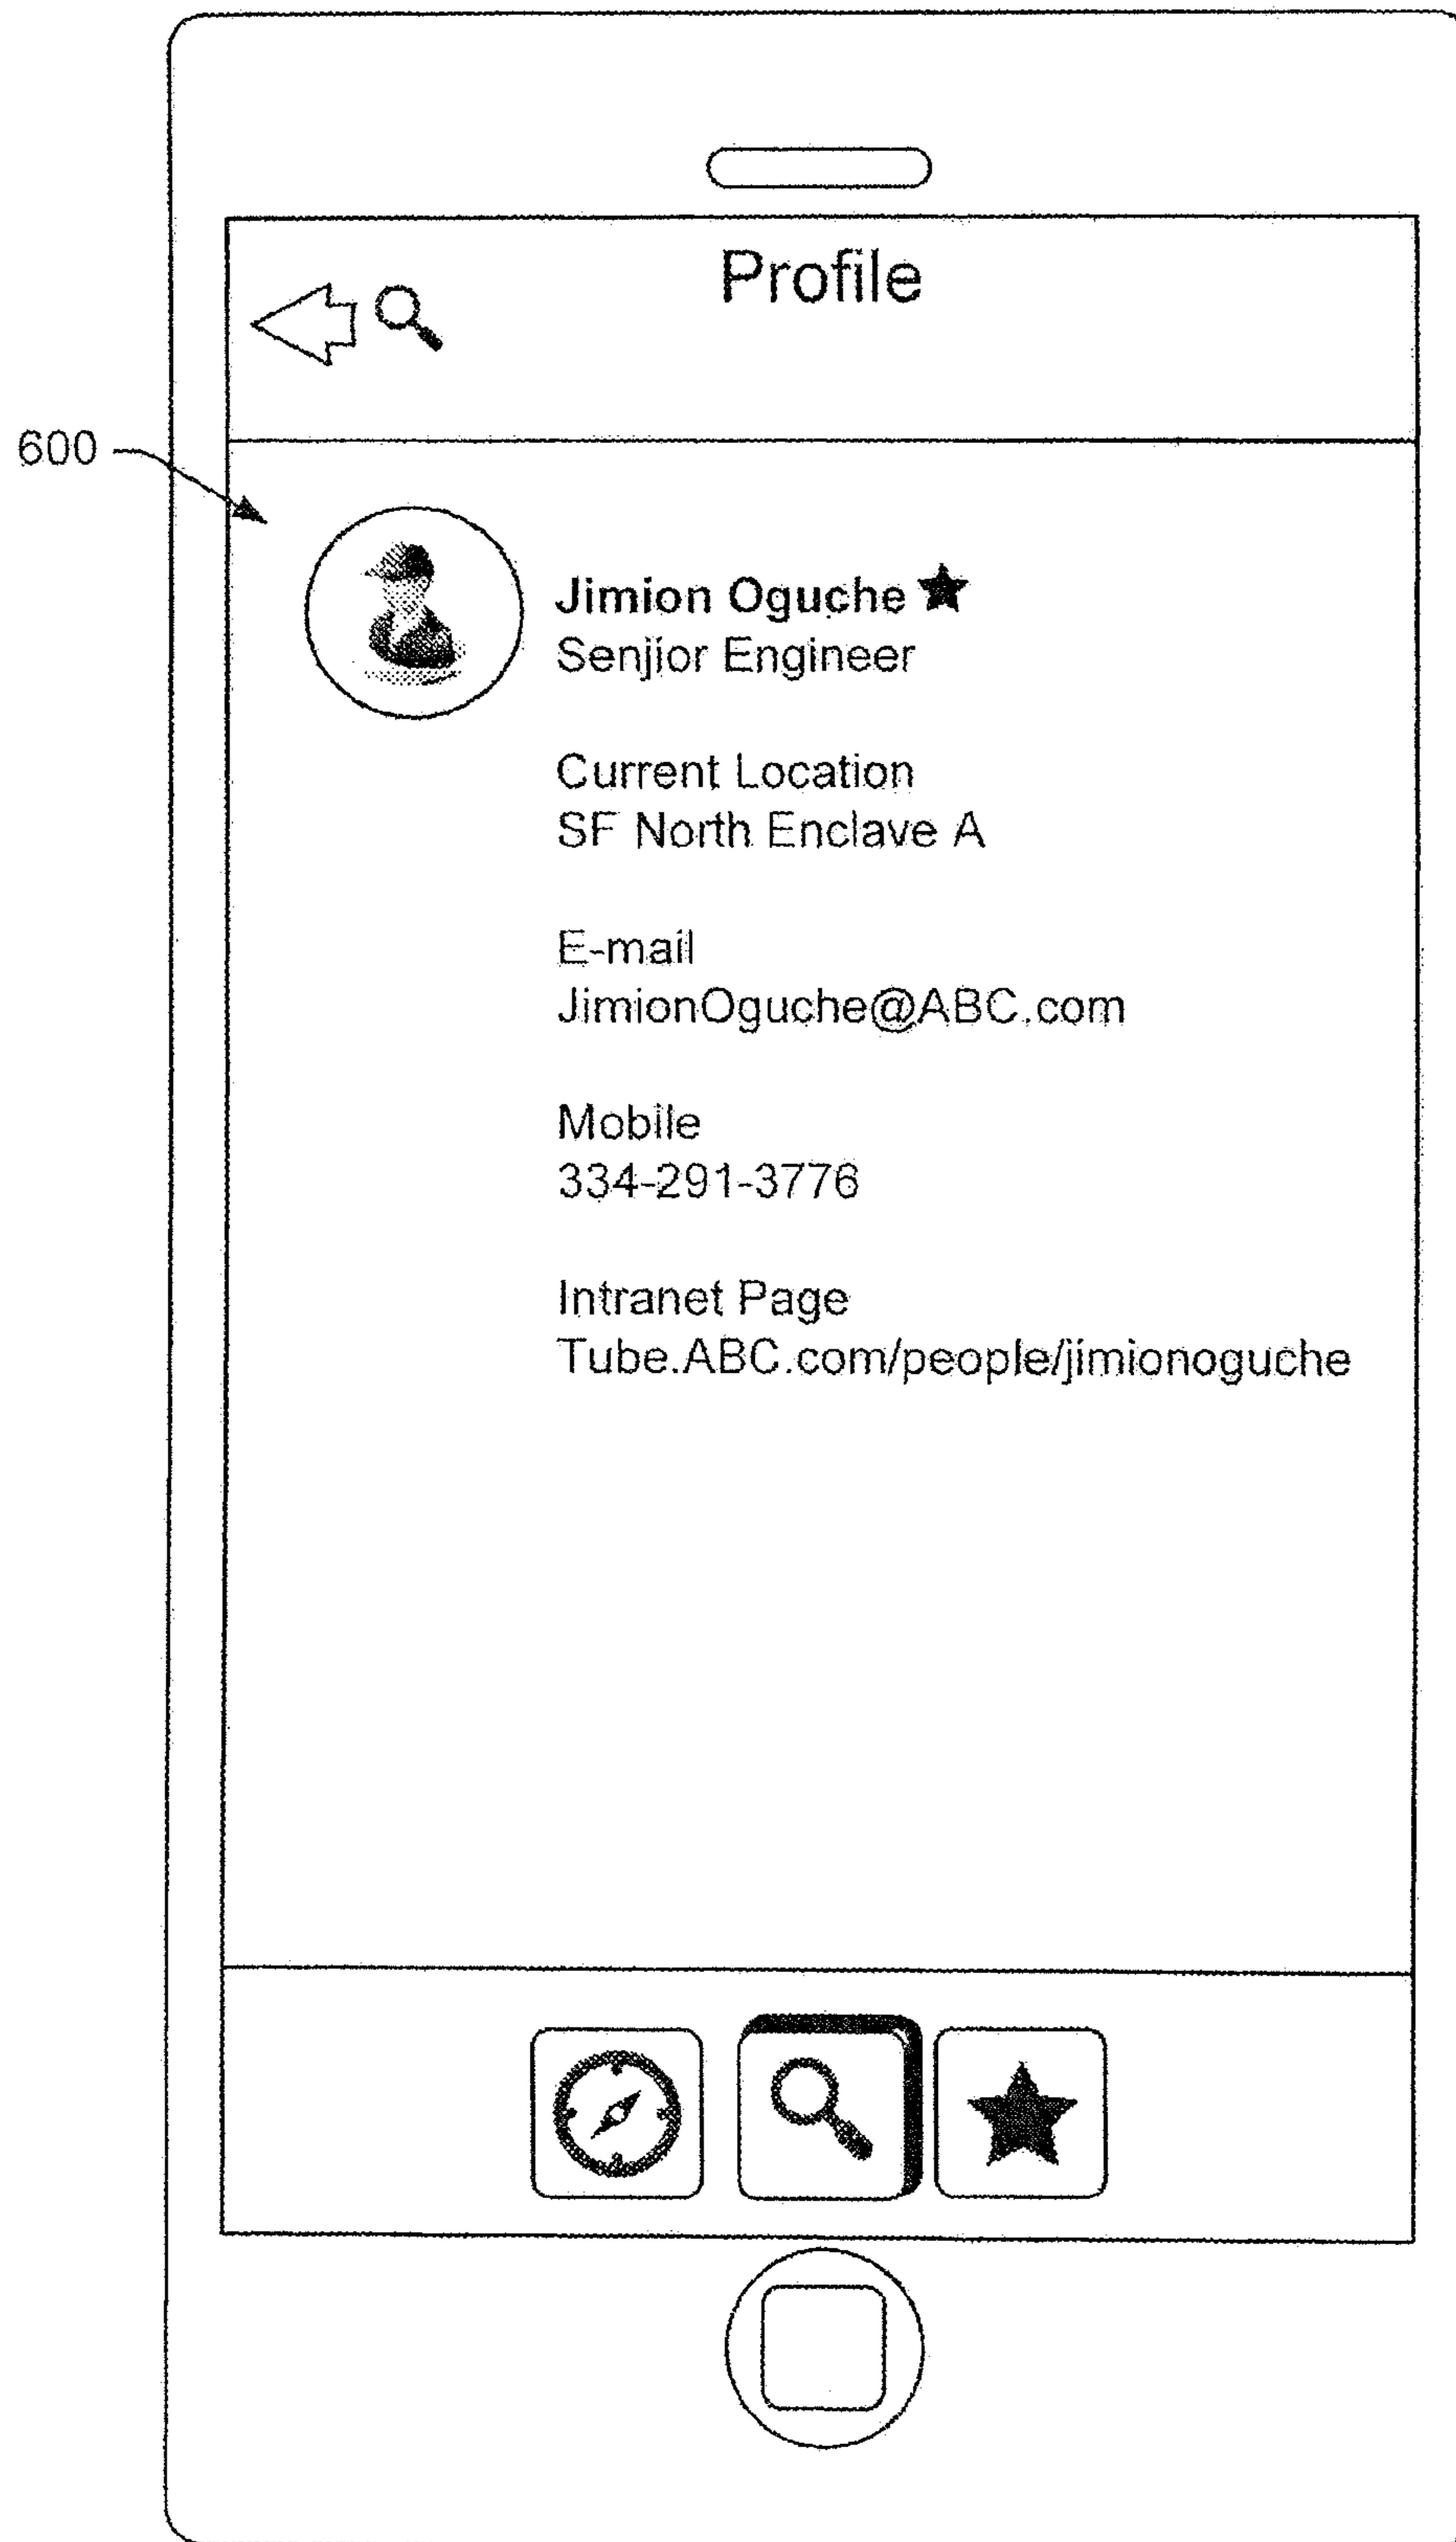 Profile
600
Jimion Oguche
Senjior Engineer
Current Location
SF North Enclave A
E-mail
JimionOguche@ABC.com
Mobile
334-291-3776
Intranet Page
Tube.ABC.com/people/jimionoguche